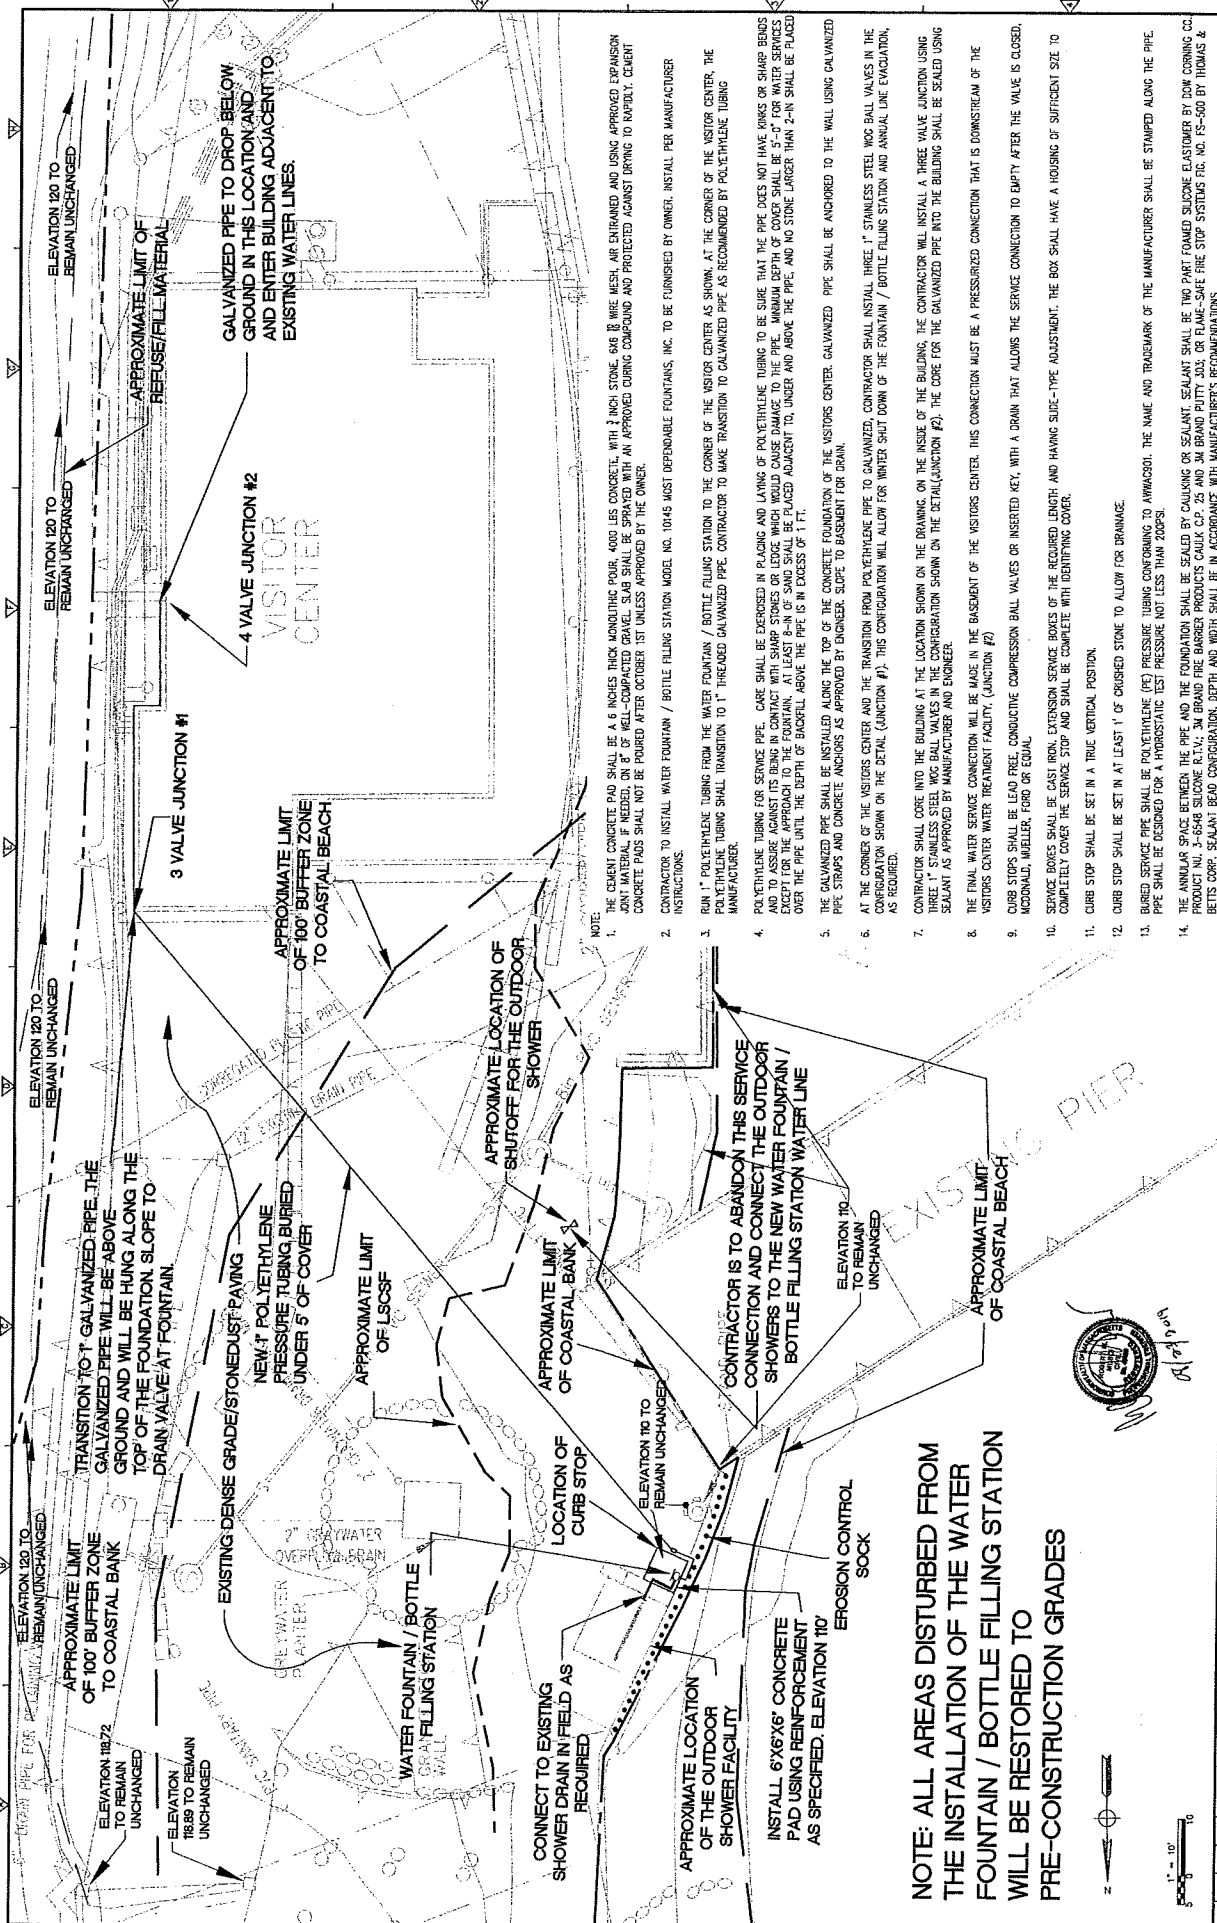 ELEVATION 120 TO
REMAIN UNCHANGED
ELEVATION 120 TO
REMAIN UNCHANGED
ELEVATION 120 TO
REMAIN UNCHANGED
ELEVATION 120 TO
REMAIN UNCHANGED
APPROXIMATE LIMIT
OF 100' BUFFER ZONE
TO COASTAL BANK
ELEVATION 118.72
TO REMAIN
UNCHANGED
ELEVATION
118.89 TO REMAIN
UNCHANGED
TRANSITION TO 1" GALVANIZED PIPE. THE
GALVANIZED PIPE WILL BE ABOVE
GROUND AND WILL BE HUNG ALONG THE
TOP OF THE FOUNDATION. SLOPE TO
DRAIN VALVE AT FOUNTAIN.
EXISTING DENSE GRADE/STONEDUST PAVING
NEW 1" POLYETHYLENE
PRESSURE TUBING, BURIED
UNDER 5' OF COVER
3 VALVE JUNCTION #1
4 VALVE JUNCTION #2
VISITOR
CENTER
APPROXIMATE LIMIT OF
REFUSE/FILL MATERIAL
GALVANIZED PIPE TO DROP BELOW
GROUND IN THIS LOCATION AND
AND ENTER BUILDING ADJACENT TO
EXISTING WATER LINES.
APPROXIMATE LIMIT
OF 100' BUFFER ZONE
TO COASTAL BEACH
APPROXIMATE LIMIT
OF LSCSF
2" GRAYWATER
OVERFLOW DRAIN
GREYWATER
PLANTER
WATER FOUNTAIN / BOTTLE
FILLING STATION
LOCATION OF
CURB STOP
CONNECT TO EXISTING
SHOWER DRAIN IN FIELD AS
REQUIRED
APPROXIMATE LOCATION
OF THE OUTDOOR
SHOWER FACILITY
INSTALL 6'X6'X6" CONCRETE
PAD USING REINFORCEMENT
AS SPECIFIED. ELEVATION 110'
EROSION CONTROL
SOCK
ELEVATION 110 TO
REMAIN UNCHANGED
APPROXIMATE LIMIT
OF COASTAL BANK
APPROXIMATE LOCATION OF
SHUTOFF FOR THE OUTDOOR
SHOWER
CONTRACTOR IS TO ABANDON THIS SERVICE
CONNECTION AND CONNECT THE OUTDOOR
SHOWERS TO THE NEW WATER FOUNTAIN /
BOTTLE FILLING STATION WATER LINE
ELEVATION 110
TO REMAIN
UNCHANGED
APPROXIMATE LIMIT
OF COASTAL BEACH
EXISTING PIER
NOTE: ALL AREAS DISTURBED FROM
THE INSTALLATION OF THE WATER
FOUNTAIN / BOTTLE FILLING STATION
WILL BE RESTORED TO
PRE-CONSTRUCTION GRADES
N
1" = 10'
5 0 10
NOTE:
1. THE CEMENT CONCRETE PAD SHALL BE A 6 INCHES THICK MONOLITHIC POUR, 4000 LBS CONCRETE, WITH INCH STONE, 6X6 WIRE MESH, AIR ENTRAINED AND USING APPROVED EXPANSION
JOINT MATERIAL IF NEEDED, ON 8" OF WELL-COMPACTED GRAVEL. SLAB SHALL BE SPRAYED WITH AN APPROVED CURING COMPOUND AND PROTECTED AGAINST DRYING TO RAPIDLY. CEMENT
CONCRETE PADS SHALL NOT BE POURED AFTER OCTOBER 1ST UNLESS APPROVED BY THE OWNER.
2. CONTRACTOR TO INSTALL WATER FOUNTAIN / BOTTLE FILLING STATION MODEL NO. 10145 MOST DEPENDABLE FOUNTAINS, INC. TO BE FURNISHED BY OWNER. INSTALL PER MANUFACTURER
INSTRUCTIONS.
3. RUN 1" POLYETHYLENE TUBING FROM THE WATER FOUNTAIN / BOTTLE FILLING STATION TO THE CORNER OF THE VISITOR CENTER AS SHOWN. AT THE CORNER OF THE VISITOR CENTER, THE
POLYETHYLENE TUBING SHALL TRANSITION TO 1" THREADED GALVANIZED PIPE. CONTRACTOR TO MAKE TRANSITION TO GALVANIZED PIPE AS RECOMMENDED BY POLYETHYLENE TUBING
MANUFACTURER.
4. POLYETHYLENE TUBING FOR SERVICE PIPE. CARE SHALL BE EXERCISED IN PLACING AND LAYING OF POLYETHYLENE TUBING TO BE SURE THAT THE PIPE DOES NOT HAVE KINKS OR SHARP BENDS
AND TO ASSURE AGAINST ITS BEING IN CONTACT WITH SHARP STONES OR LEDGE WHICH WOULD CAUSE DAMAGE TO THE PIPE. MINIMUM DEPTH OF COVER SHALL BE 5'-0" FOR WATER SERVICES
EXCEPT FOR THE APPROACH TO THE FOUNTAIN. AT LEAST 8-IN OF SAND SHALL BE PLACED ADJACENT TO, UNDER AND ABOVE THE PIPE, AND NO STONE LARGER THAN 2-IN SHALL BE PLACED
OVER THE PIPE UNTIL THE DEPTH OF BACKFILL ABOVE THE PIPE IS IN EXCESS OF 1 FT.
5. THE GALVANIZED PIPE SHALL BE INSTALLED ALONG THE TOP OF THE CONCRETE FOUNDATION OF THE VISITORS CENTER. GALVANIZED PIPE SHALL BE ANCHORED TO THE WALL USING GALVANIZED
PIPE STRAPS AND CONCRETE ANCHORS AS APPROVED BY ENGINEER. SLOPE TO BASEMENT FOR DRAIN.
6. AT THE CORNER OF THE VISITORS CENTER AND THE TRANSITION FROM POLYETHYLENE PIPE TO GALVANIZED, CONTRACTOR SHALL INSTALL THREE 1" STAINLESS STEEL WOG BALL VALVES IN THE
CONFIGURATION SHOWN ON THE DETAIL (JUNCTION #1). THIS CONFIGURATION WILL ALLOW FOR WINTER SHUT DOWN OF THE FOUNTAIN / BOTTLE FILLING STATION AND ANNUAL LINE EVACUATION,
AS REQUIRED.
7. CONTRACTOR SHALL CORE INTO THE BUILDING AT THE LOCATION SHOWN ON THE DRAWING. ON THE INSIDE OF THE BUILDING, THE CONTRACTOR WILL INSTALL A THREE VALVE JUNCTION USING
THREE 1" STAINLESS STEEL WOG BALL VALVES IN THE CONFIGURATION SHOWN ON THE DETAIL(JUNCTION #2). THE CORE FOR THE GALVANIZED PIPE INTO THE BUILDING SHALL BE SEALED USING
SEALANT AS APPROVED BY MANUFACTURER AND ENGINEER.
8. THE FINAL WATER SERVICE CONNECTION WILL BE MADE IN THE BASEMENT OF THE VISITORS CENTER. THIS CONNECTION MUST BE A PRESSURIZED CONNECTION THAT IS DOWNSTREAM OF THE
VISITORS CENTER WATER TREATMENT FACILITY. (JUNCTION #2)
9. CURB STOPS SHALL BE LEAD FREE, CONDUCTIVE COMPRESSION BALL VALVES OR INSERTED KEY, WITH A DRAIN THAT ALLOWS THE SERVICE CONNECTION TO EMPTY AFTER THE VALVE IS CLOSED,
MCDONALD, MUELLER, FORD OR EQUAL.
10. SERVICE BOXES SHALL BE CAST IRON, EXTENSION SERVICE BOXES OF THE REQUIRED LENGTH AND HAVING SLIDE-TYPE ADJUSTMENT. THE BOX SHALL HAVE A HOUSING OF SUFFICIENT SIZE TO
COMPLETELY COVER THE SERVICE STOP AND SHALL BE COMPLETE WITH IDENTIFYING COVER.
11. CURB STOP SHALL BE SET IN A TRUE VERTICAL POSITION.
12. CURB STOP SHALL BE SET IN AT LEAST 1' OF CRUSHED STONE TO ALLOW FOR DRAINAGE.
13. BURIED SERVICE PIPE SHALL BE POLYETHYLENE (PE) PRESSURE TUBING CONFORMING TO AWWAC901. THE NAME AND TRADEMARK OF THE MANUFACTURER SHALL BE STAMPED ALONG THE PIPE.
PIPE SHALL BE DESIGNED FOR A HYDROSTATIC TEST PRESSURE NOT LESS THAN 200PSI.
14. THE ANNULAR SPACE BETWEEN THE PIPE AND THE FOUNDATION SHALL BE SEALED BY CAULKING OR SEALANT. SEALANT SHALL BE TWO PART FOAMED SILICONE ELASTOMER BY DOW CORNING CO.,
PRODUCT NO. 3-6548 SILICONE R.T.V.; 3M BRAND FIRE BARRIER PRODUCTS CAULK C.P. 25 AND 3M BRAND PUTTY 303, OR FLAME-SAFE FIRE STOP SYSTEMS FIG. NO. FS-500 BY THOMAS &
BETTS CORP. SEALANT BEAD CONFIGURATION, DEPTH AND WIDTH SHALL BE IN ACCORDANCE WITH MANUFACTURER'S RECOMMENDATIONS.